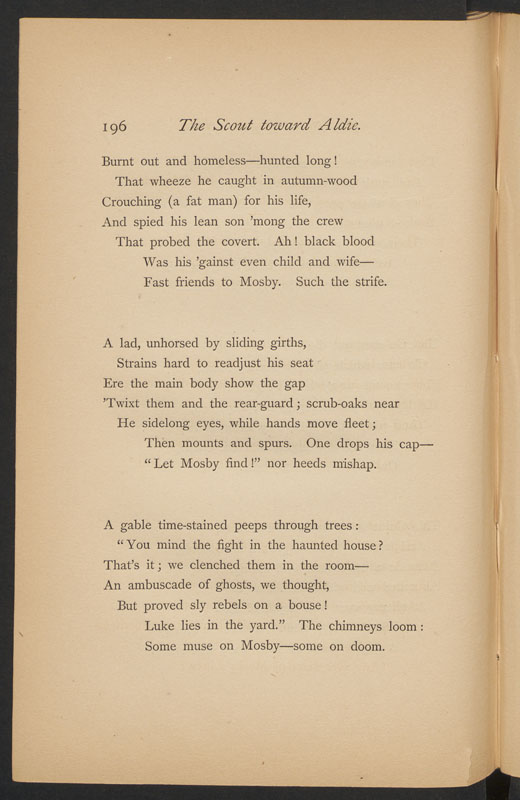 196 The Scout toward Aldie.
Burnt out and homeless—hunted long!
That wheeze he caught in autumn-wood
Crouching (a fat man) for his life,
And spied his lean son 'mong the crew
That probed the covert. Ah! black blood
Was his 'gainst even child and wife—
Fast friends to Mosby. Such the strife.
A lad, unhorsed by sliding girths,
Strains hard to readjust his seat
Ere the main body show the gap
'Twixt them and the rear-guard; scrub-oaks near
He sidelong eyes, while hands move fleet;
Then mounts and spurs. One drops his cap—
"Let Mosby find!" nor heeds mishap.
A gable time-stained peeps through trees:
"You mind the fight in the haunted house?
That's it; we clenched them in the room—
An ambuscade of ghosts, we thought,
But proved sly rebels on a bouse!
Luke lies in the yard." The chimneys loom:
Some muse on Mosby—some on doom.